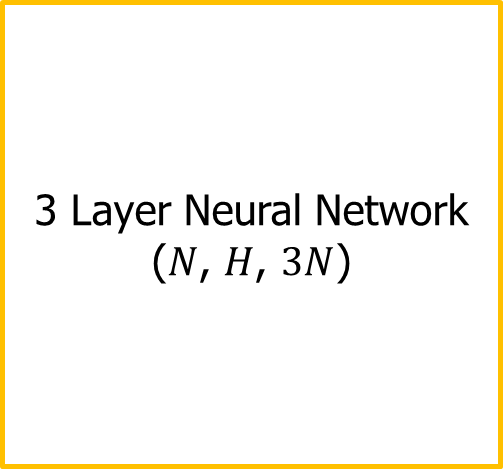 3 Layer Neural Network
(N, H, 3N)